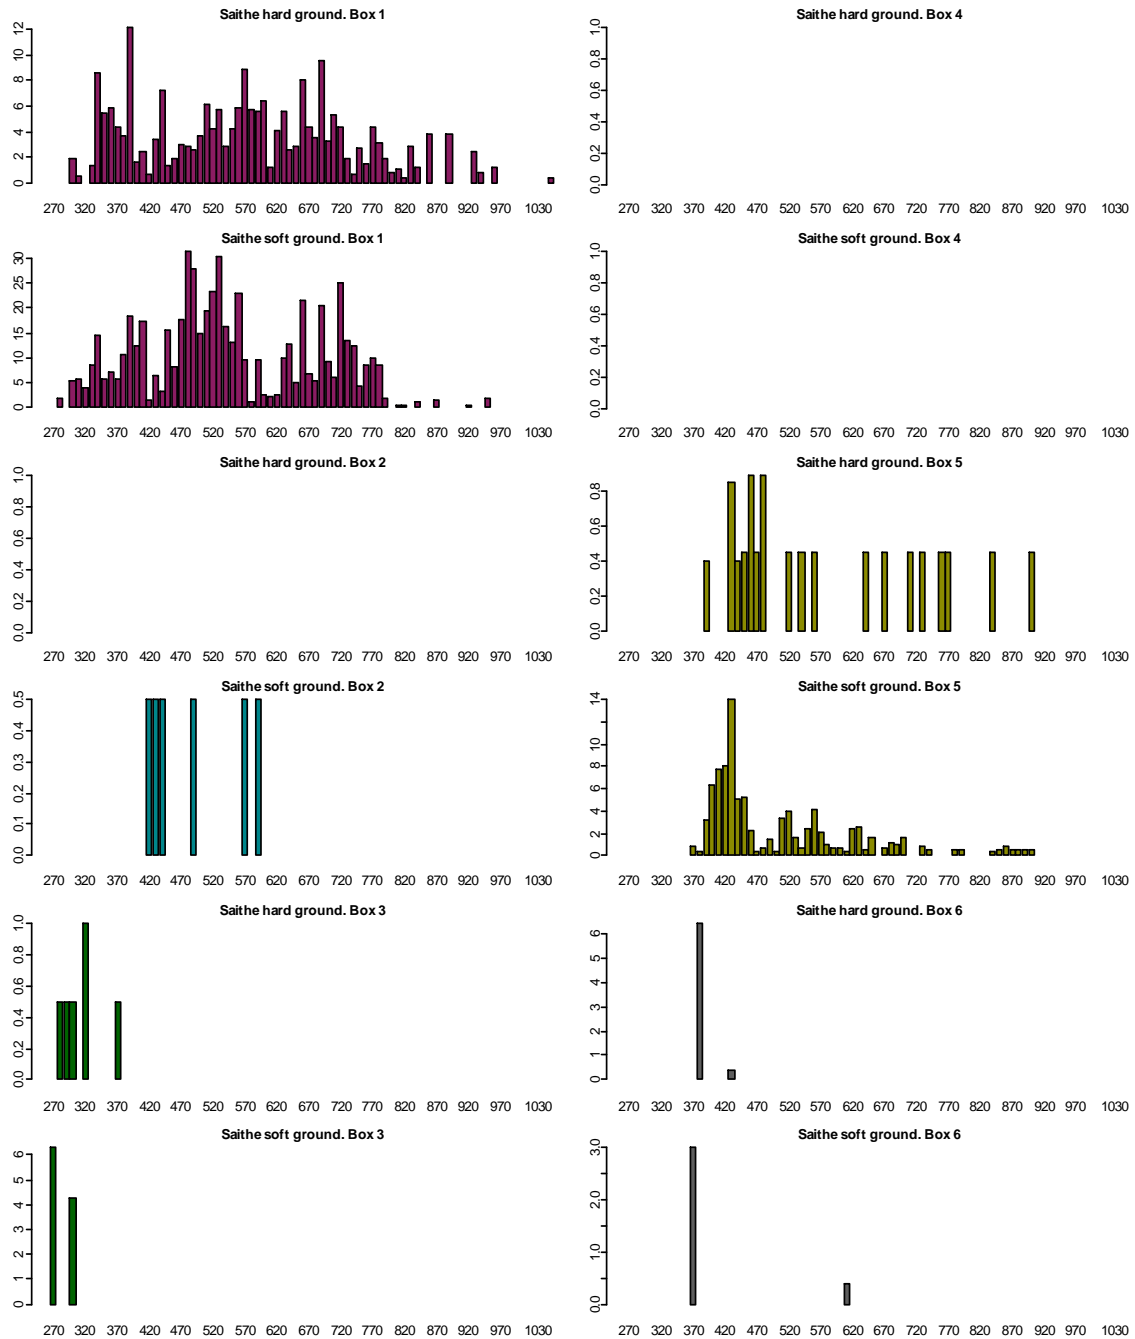 Saithe hard ground. Box 1
0 2 4 6 8 10 12
270 320 370 420 470 520 570 620 670 720 770 820 870 920 970 1030
Saithe hard ground. Box 4
0.0 0.2 0.4 0.6 0.8 1.0
270 320 370 420 470 520 570 620 670 720 770 820 870 920 970 1030
Saithe soft ground. Box 1
0 5 10 15 20 25 30
270 320 370 420 470 520 570 620 670 720 770 820 870 920 970 1030
Saithe soft ground. Box 4
0.0 0.2 0.4 0.6 0.8 1.0
270 320 370 420 470 520 570 620 670 720 770 820 870 920 970 1030
Saithe hard ground. Box 2
0.0 0.2 0.4 0.6 0.8 1.0
270 320 370 420 470 520 570 620 670 720 770 820 870 920 970 1030
Saithe hard ground. Box 5
0.0 0.2 0.4 0.6 0.8
270 320 370 420 470 520 570 620 670 720 770 820 870 920 970 1030
Saithe soft ground. Box 2
0.0 0.1 0.2 0.3 0.4 0.5
270 320 370 420 470 520 570 620 670 720 770 820 870 920 970 1030
Saithe soft ground. Box 5
0 2 4 6 8 10 14
270 320 370 420 470 520 570 620 670 720 770 820 870 920 970 1030
Saithe hard ground. Box 3
0.0 0.2 0.4 0.6 0.8 1.0
270 320 370 420 470 520 570 620 670 720 770 820 870 920 970 1030
Saithe hard ground. Box 6
0 1 2 3 4 5 6
270 320 370 420 470 520 570 620 670 720 770 820 870 920 970 1030
Saithe soft ground. Box 3
0 1 2 3 4 5 6
270 320 370 420 470 520 570 620 670 720 770 820 870 920 970 1030
Saithe soft ground. Box 6
0.0 1.0 2.0 3.0
270 320 370 420 470 520 570 620 670 720 770 820 870 920 970 1030